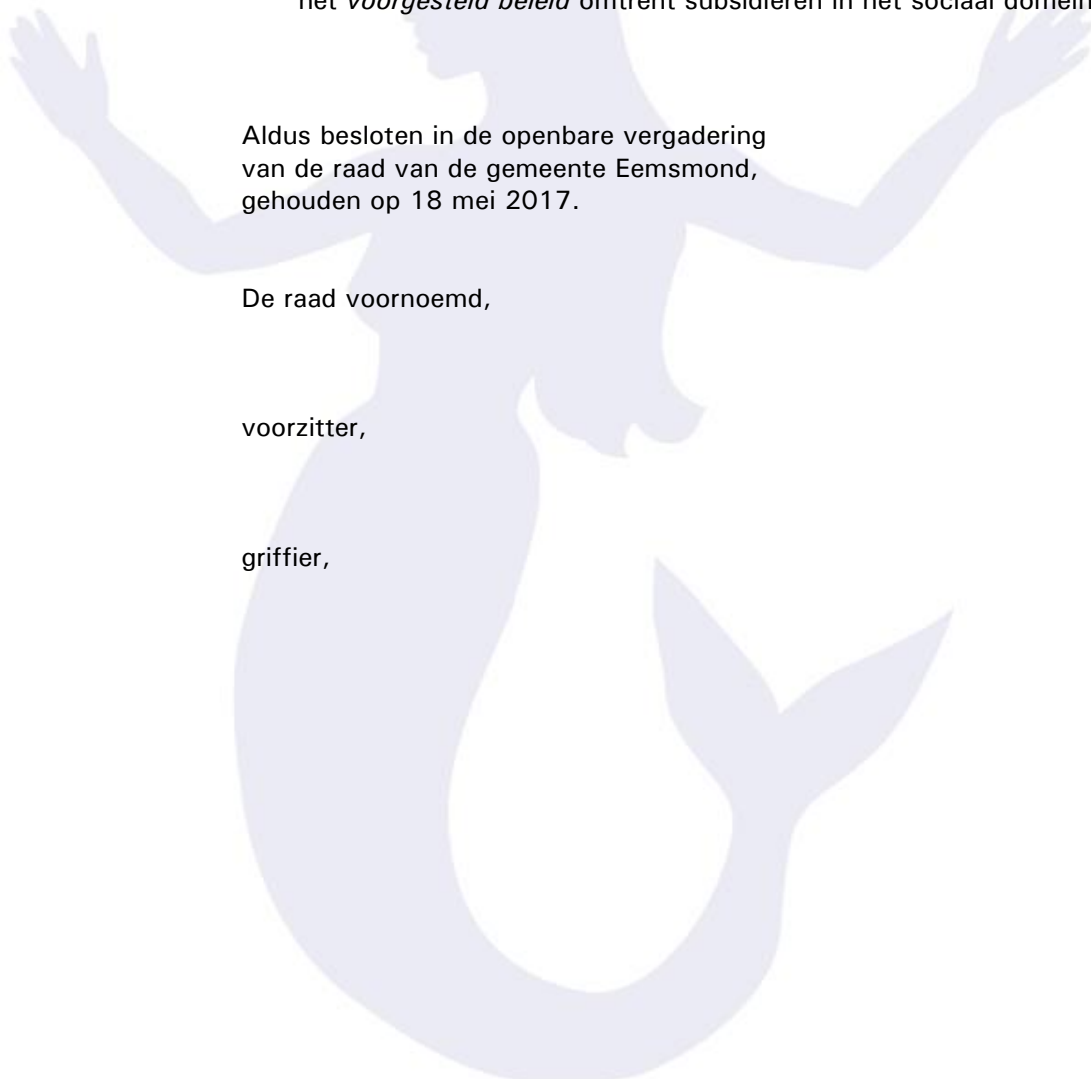 het voorgesteld beleid omtrent subsidiëren in het sociaal domein
Aldus besloten in de openbare vergadering
van de raad van de gemeente Eemsmond,
gehouden op 18 mei 2017.
De raad voornoemd,
voorzitter,
griffier,